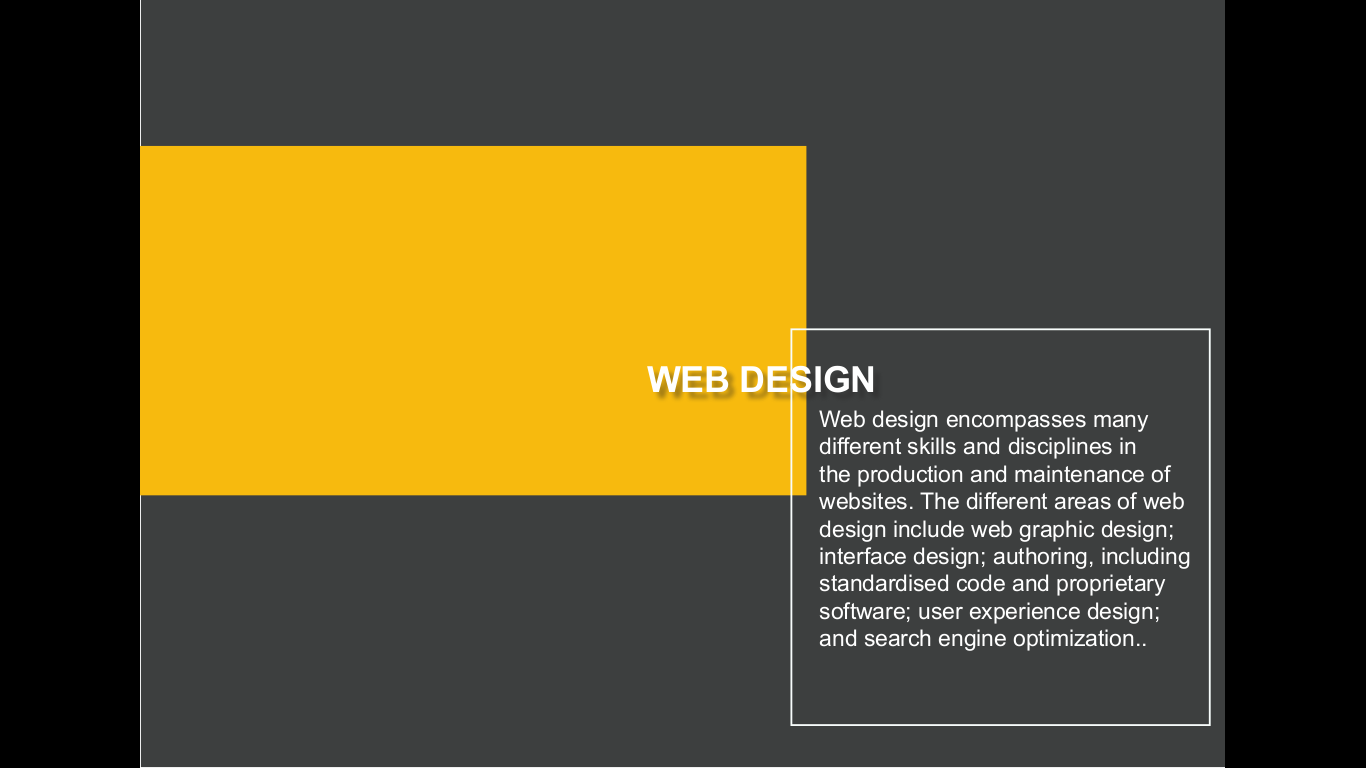 WEB DESIGN
Web design encompasses many
different skills and disciplines in
the production and maintenance of
websites. The different areas of web
design include web graphic design;
interface design; authoring, including
standardised code and proprietary
software; user experience design;
and search engine optimization..